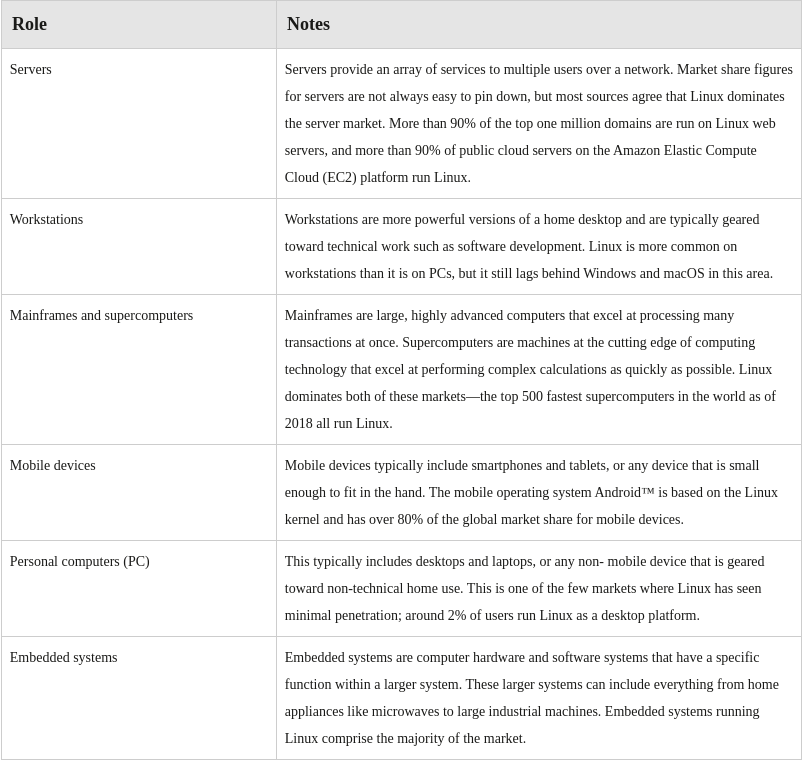 Role
Notes
Servers
Servers provide an array of services to multiple users over a network. Market share figures
for servers are not always easy to pin down, but most sources agree that Linux dominates
the server market. More than 90% of the top one million domains are run on Linux web
servers, and more than 90% of public cloud servers on the Amazon Elastic Compute
Cloud (EC2) platform run Linux.
Workstations
Workstations are more powerful versions of a home desktop and are typically geared
toward technical work such as software development. Linux is more common on
workstations than it is on PCs, but it still lags behind Windows and macOS in this area.
Mainframes and supercomputers
Mainframes are large, highly advanced computers that excel at processing many
transactions at once. Supercomputers are machines at the cutting edge of computing
technology that excel at performing complex calculations as quickly as possible. Linux
dominates both of these markets—the top 500 fastest supercomputers in the world as of
2018 all run Linux.
Mobile devices
Mobile devices typically include smartphones and tablets, or any device that is small
enough to fit in the hand. The mobile operating system Android™ is based on the Linux
kernel and has over 80% of the global market share for mobile devices.
Personal computers (PC)
This typically includes desktops and laptops, or any non- mobile device that is geared
toward non-technical home use. This is one of the few markets where Linux has seen
minimal penetration; around 2% of users run Linux as a desktop platform.
Embedded systems
Embedded systems are computer hardware and software systems that have a specific
function within a larger system. These larger systems can include everything from home
appliances like microwaves to large industrial machines. Embedded systems running
Linux comprise the majority of the market.